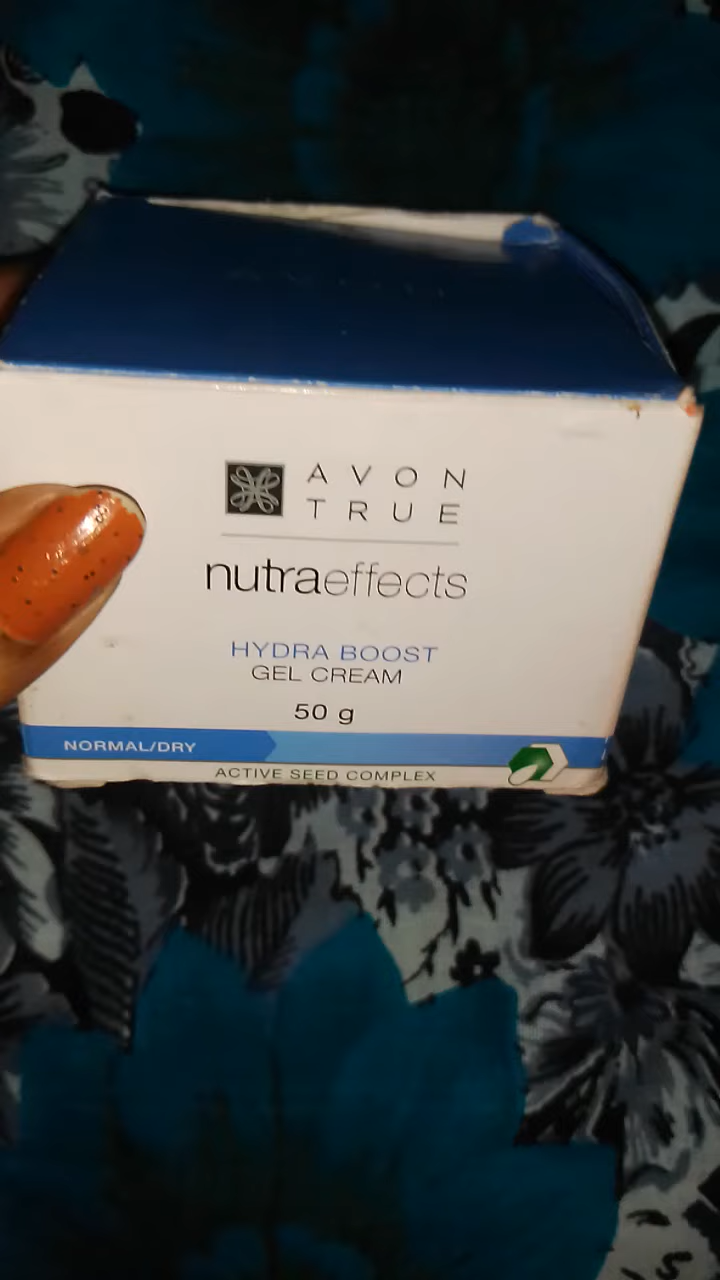 AVON
TRUE
nutraeffects
HYDRA BOOST
GEL CREAM
50 g
NORMAL/DRY
ACTIVE SEED COMPLEX